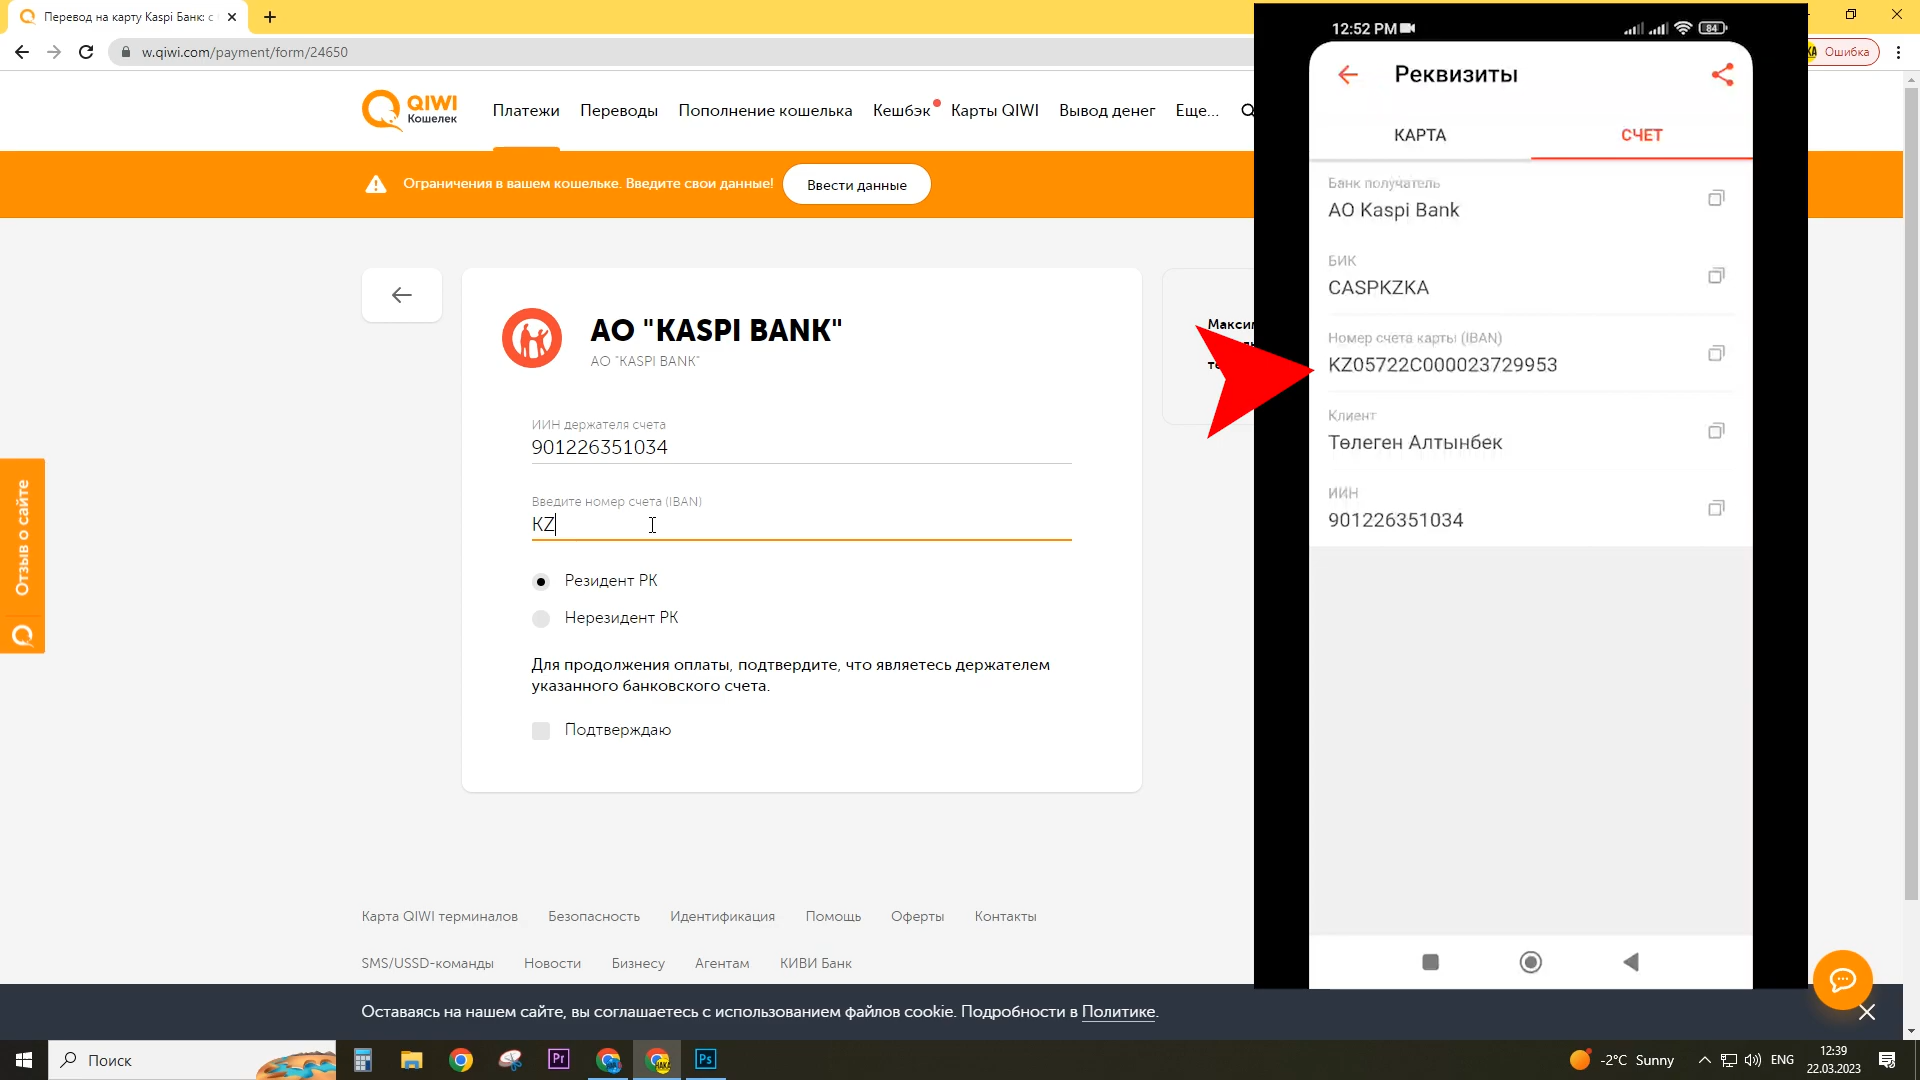 Перевод на карту Kaspi Банк: с
w.qiwi.com/payment/form/24650
Ошибка
QIWI
Кошелек
Платежи
Переводы
Пополнение кошелька
Кешбэк
Карты QIWI
Вывод денег
Еще...
Ограничения в вашем кошельке. Введите свои данные!
Ввести данные
АО "KASPI BANK"
АО "KASPI BANK"
ИИН держателя счета
901226351034
Введите номер счета (IBAN)
KZ
Резидент РК
Нерезидент РК
Для продолжения оплаты, подтвердите, что являетесь держателем
указанного банковского счета.
Подтверждаю
Отзыв о сайте
12:52 PM
84
Реквизиты
КАРТА
СЧЕТ
Банк получатель
АО Kaspi Bank
БИК
CASPKZKA
Номер счета карты (IBAN)
KZ05722C000023729953
Клиент
Төлеген Алтынбек
ИИН
901226351034
Карта QIWI терминалов
Безопасность
Идентификация
Помощь
Оферты
Контакты
SMS/USSD-команды
Новости
Бизнесу
Агентам
КИВИ Банк
Оставаясь на нашем сайте, вы соглашаетесь с использованием файлов cookie. Подробности в Политике.
Поиск
Pr
Ps
-2°C Sunny
ENG
12:39
22.03.2023